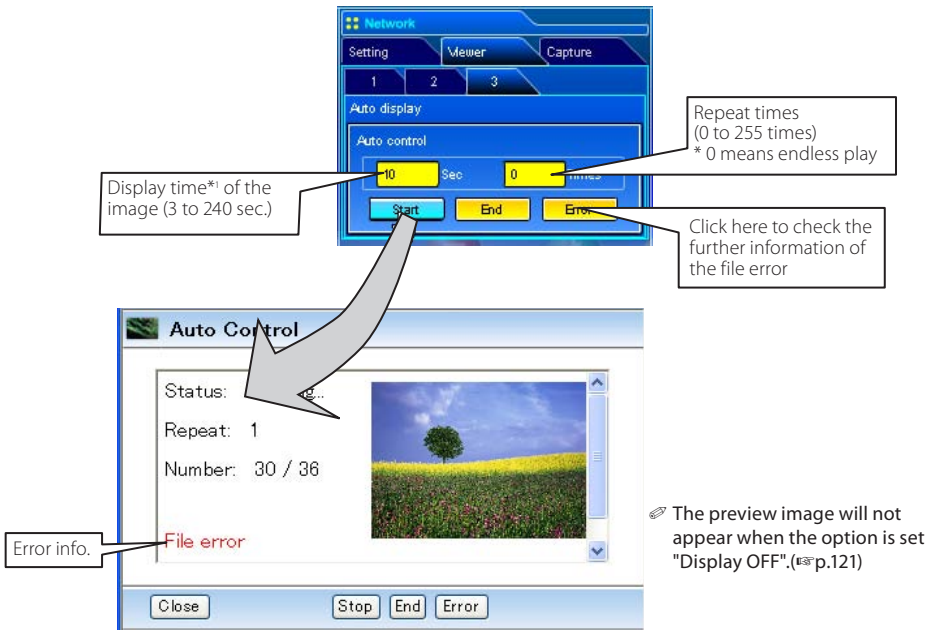 Network
Setting Viewer Capture
1 2 3
Auto display
Auto control
10 Sec 0 Times
Start End Error
Display time*1 of the
image (3 to 240 sec.)
Repeat times
(0 to 255 times)
* 0 means endless play
Click here to check the
further information of
the file error
Auto Control
Status:
Repeat: 1
Number: 30 / 36
File error
Error info.
Close Stop End Error
✐ The preview image will not
appear when the option is set
"Display OFF".(☞p.121)